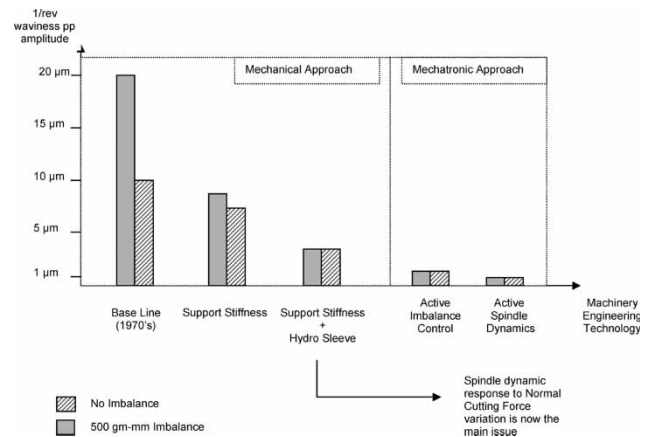 1/rev
waviness pp
amplitude
Mechanical Approach
Mechatronic Approach
20 µm
15 µm
10 µm
5 µm
1 µm
Base Line
(1970's)
Support Stiffness
Support Stiffness
+
Hydro Sleeve
Active
Imbalance
Control
Active
Spindle
Dynamics
Machinery
Engineering
Technology
Spindle dynamic
response to Normal
Cutting Force
variation is now the
main issue
No Imbalance
500 gm-mm Imbalance